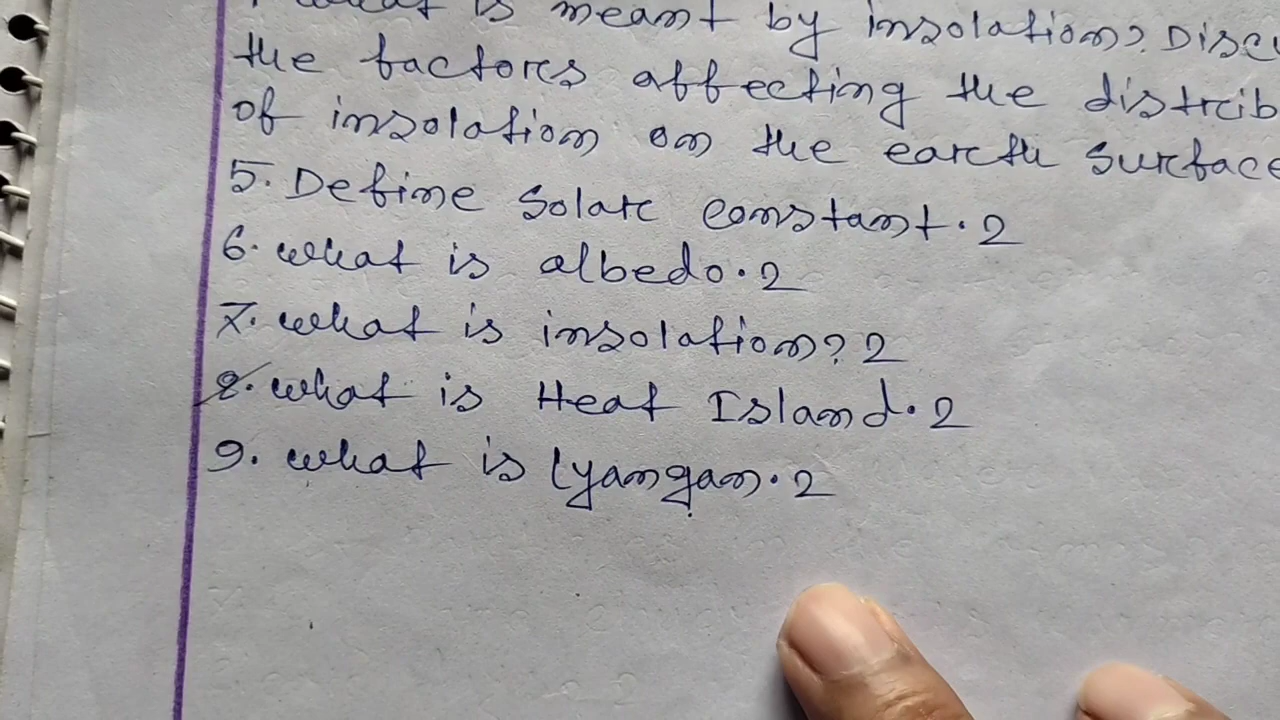 what is meant by insolation? Discu
the factors affecting the distrib
of insolation on the earth surface
5. Define Solar constant. 2
6. what is albedo. 2
7. what is insolation? 2
8. what is Heat Island. 2
9. what is lyangan. 2